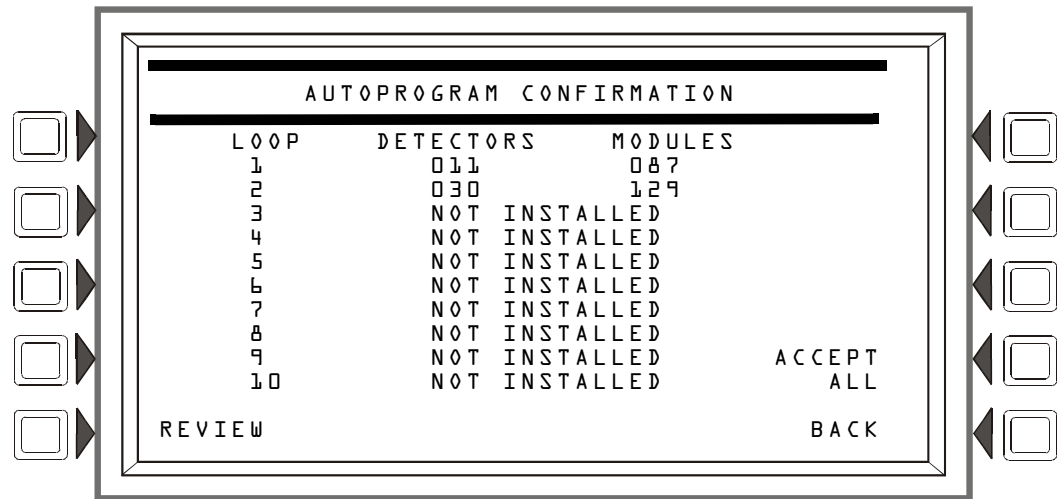 AUTOPROGRAM CONFIRMATION
LOOP DETECTORS MODULES
1 011 087
2 030 129
3 NOT INSTALLED
4 NOT INSTALLED
5 NOT INSTALLED
6 NOT INSTALLED
7 NOT INSTALLED
8 NOT INSTALLED
9 NOT INSTALLED ACCEPT
10 NOT INSTALLED ALL
REVIEW BACK